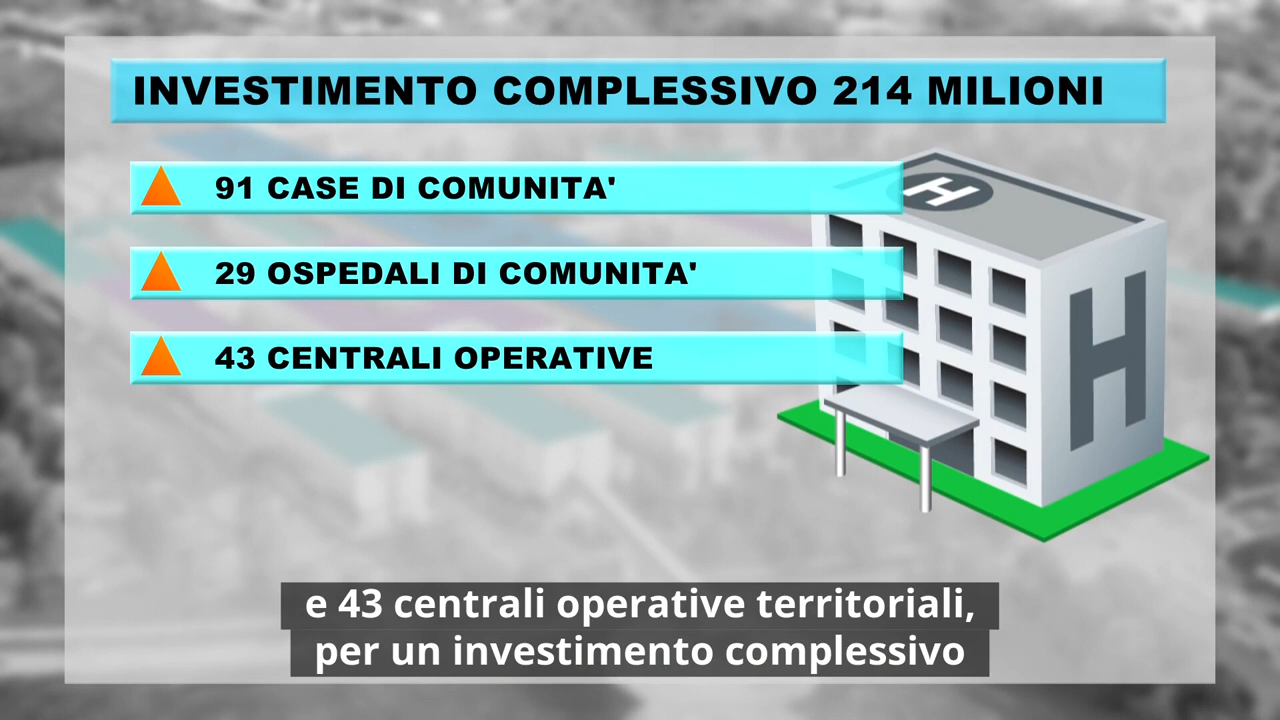 INVESTIMENTO COMPLESSIVO 214 MILIONI
91 CASE DI COMUNITA'
29 OSPEDALI DI COMUNITA'
43 CENTRALI OPERATIVE
H
H
e 43 centrali operative territoriali,
per un investimento complessivo